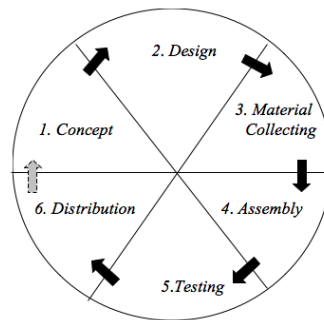 2. Design
3. Material
Collecting
1. Concept
4. Assembly
6. Distribution
5.Testing